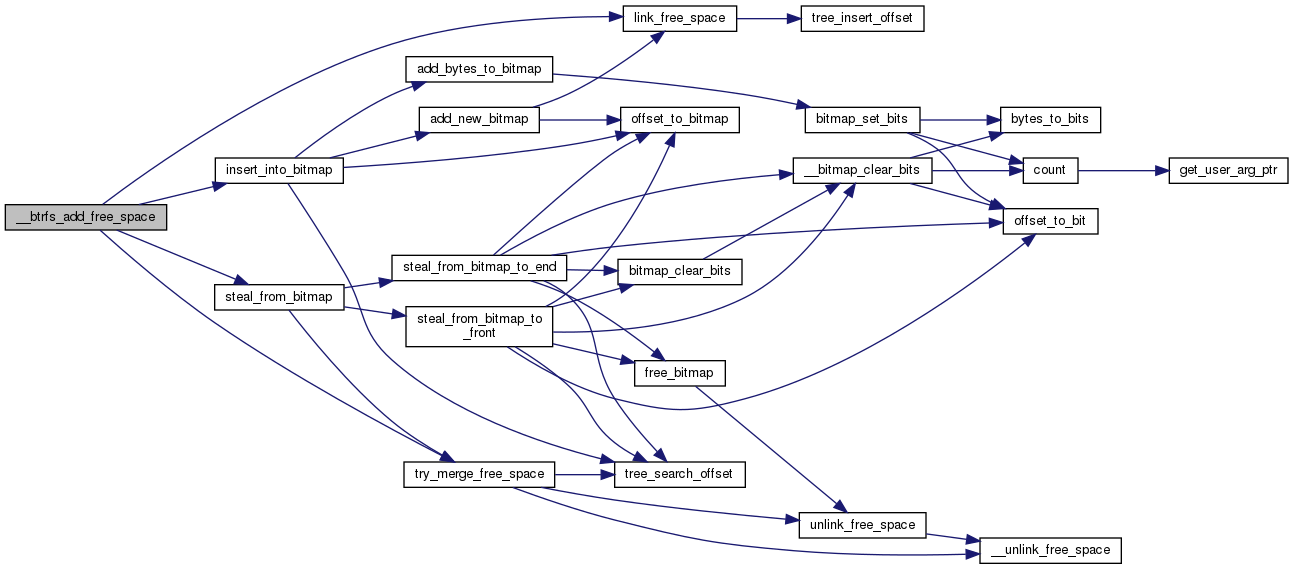 __btrfs_add_free_space
link_free_space
tree_insert_offset
add_bytes_to_bitmap
add_new_bitmap
offset_to_bitmap
bitmap_set_bits
bytes_to_bits
insert_into_bitmap
__bitmap_clear_bits
count
get_user_arg_ptr
offset_to_bit
steal_from_bitmap
steal_from_bitmap_to_end
bitmap_clear_bits
steal_from_bitmap_to
_front
free_bitmap
try_merge_free_space
tree_search_offset
unlink_free_space
__unlink_free_space